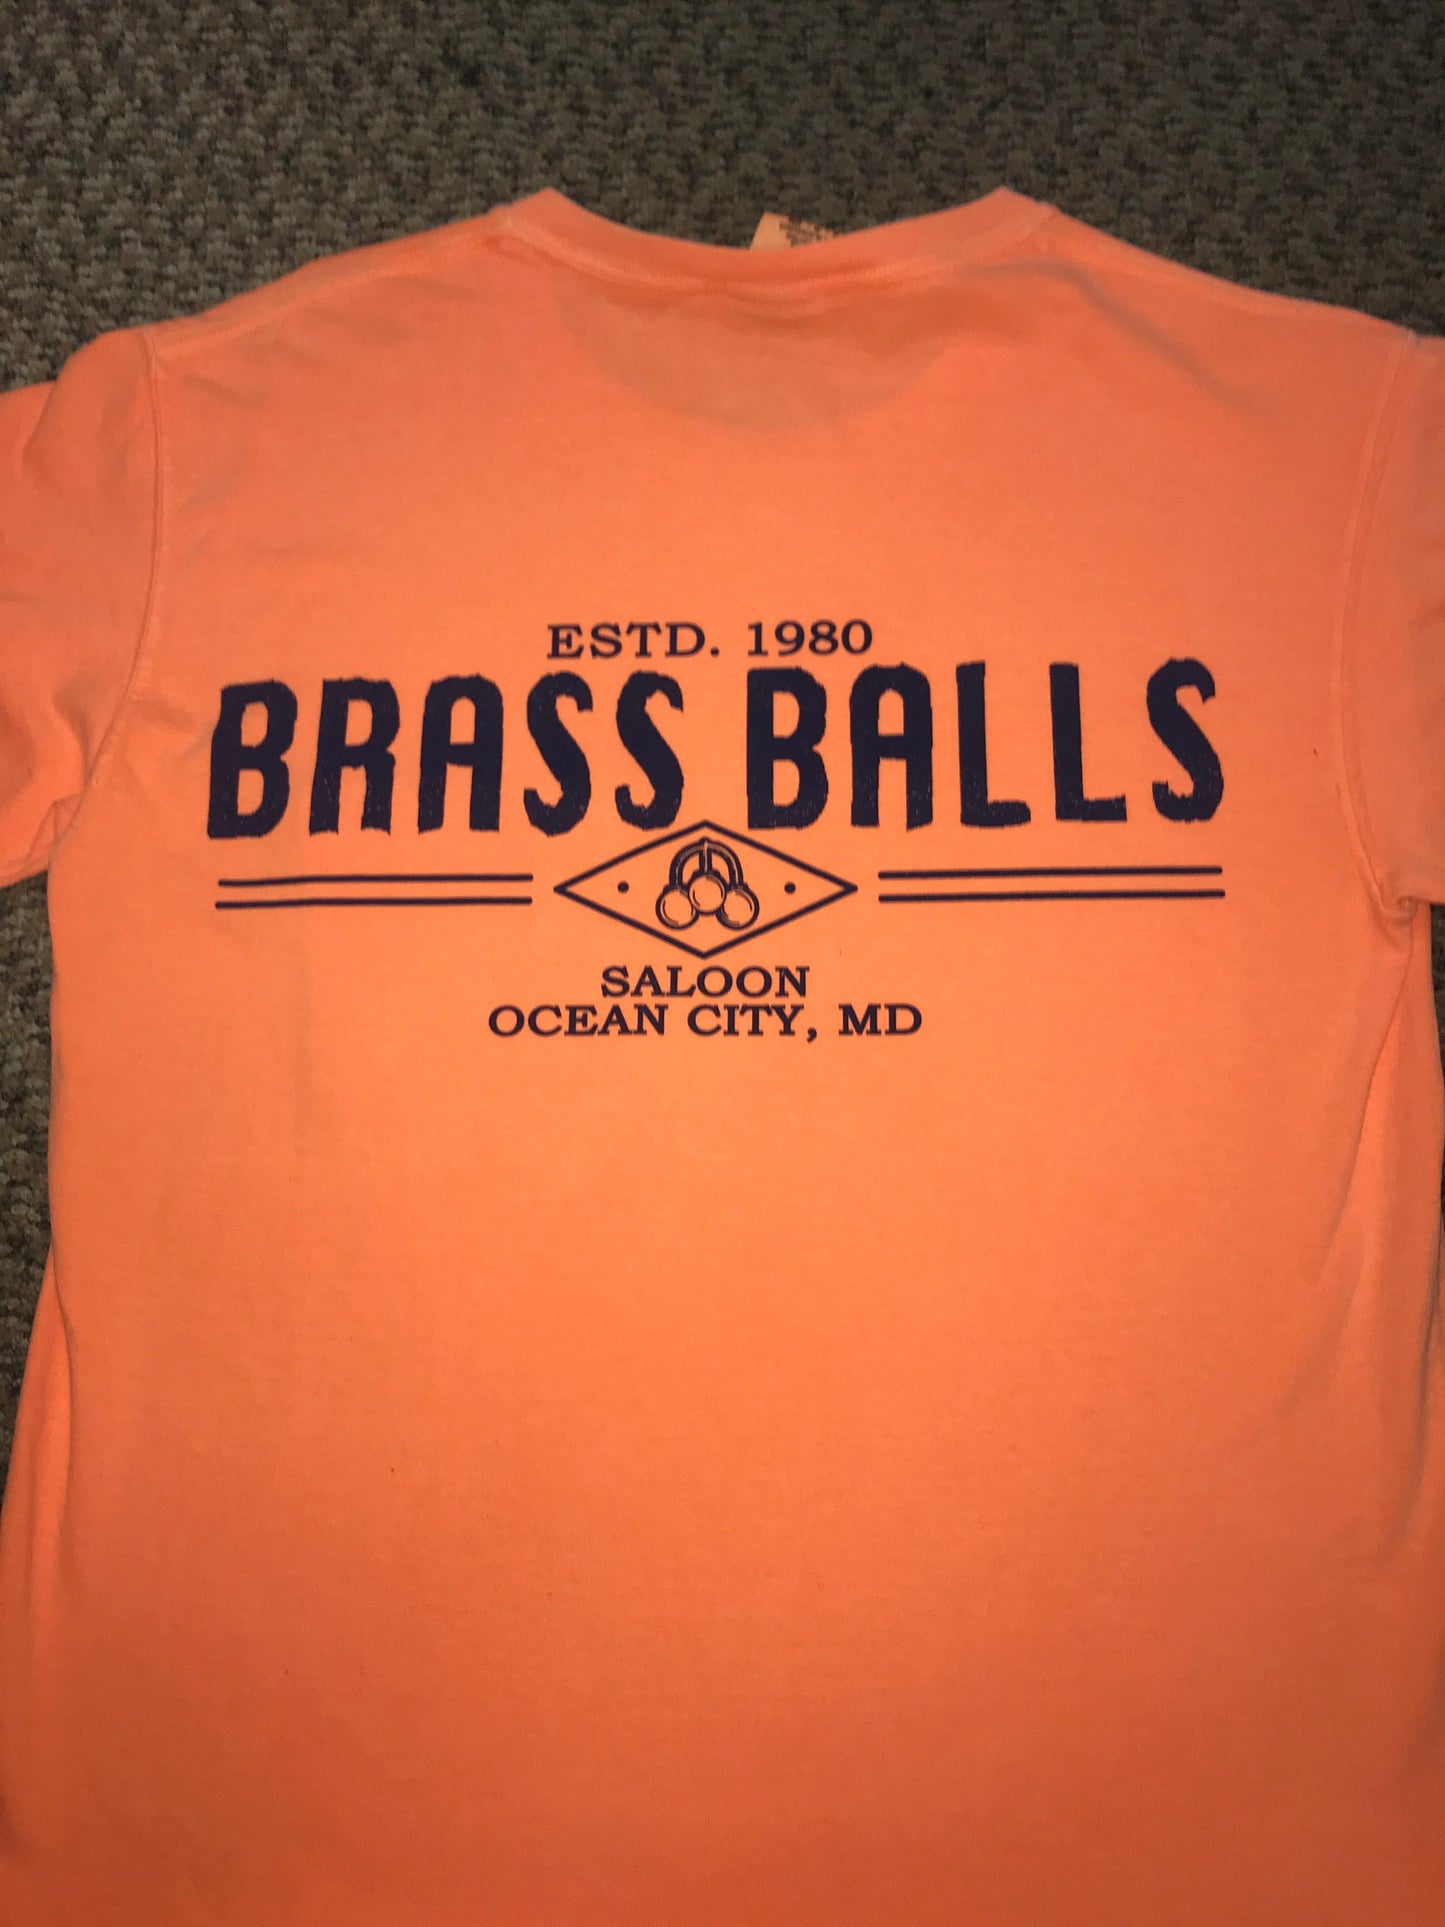 ESTD. 1980
BRASS BALLS
SALOON
OCEAN CITY, MD